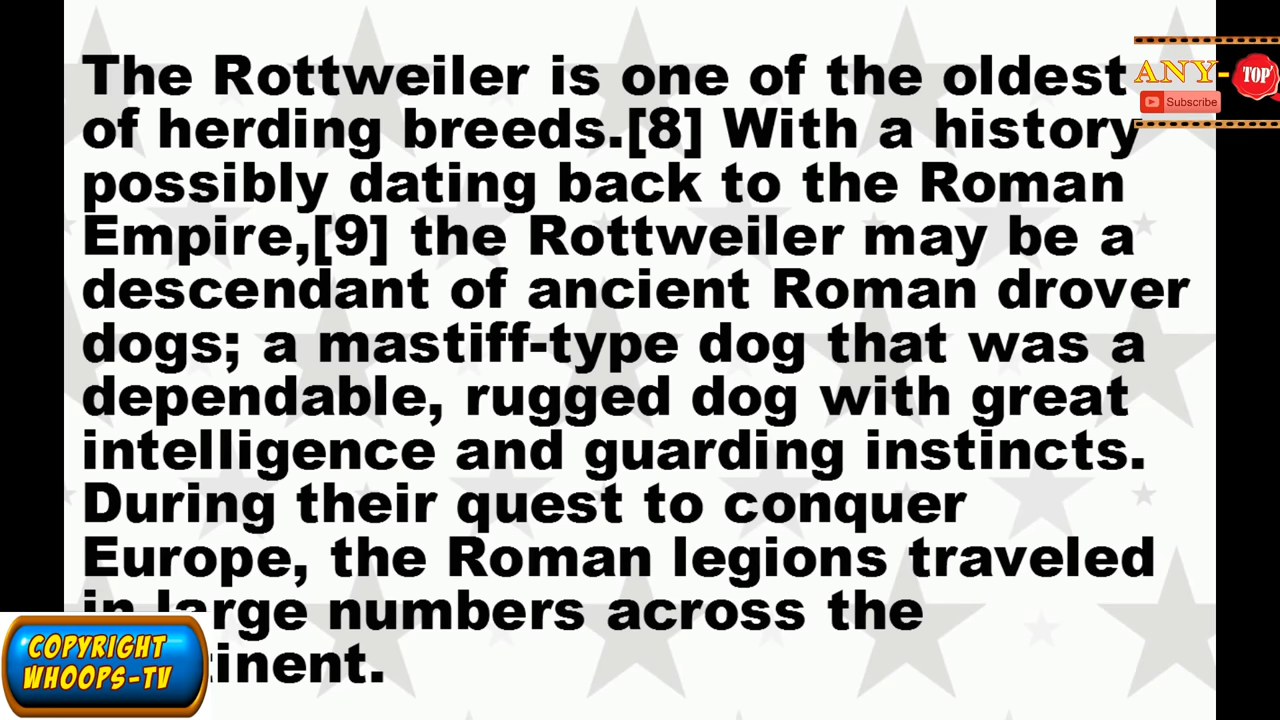 The Rottweiler is one of the oldest
of herding breeds.[8] With a history
possibly dating back to the Roman
Empire,[9] the Rottweiler may be a
descendant of ancient Roman drover
dogs; a mastiff-type dog that was a
dependable, rugged dog with great
intelligence and guarding instincts.
During their quest to conquer
Europe, the Roman legions traveled
in large numbers across the
tinent.
ANY-TOP
Subscribe
COPYRIGHT
WHOOPS-TV